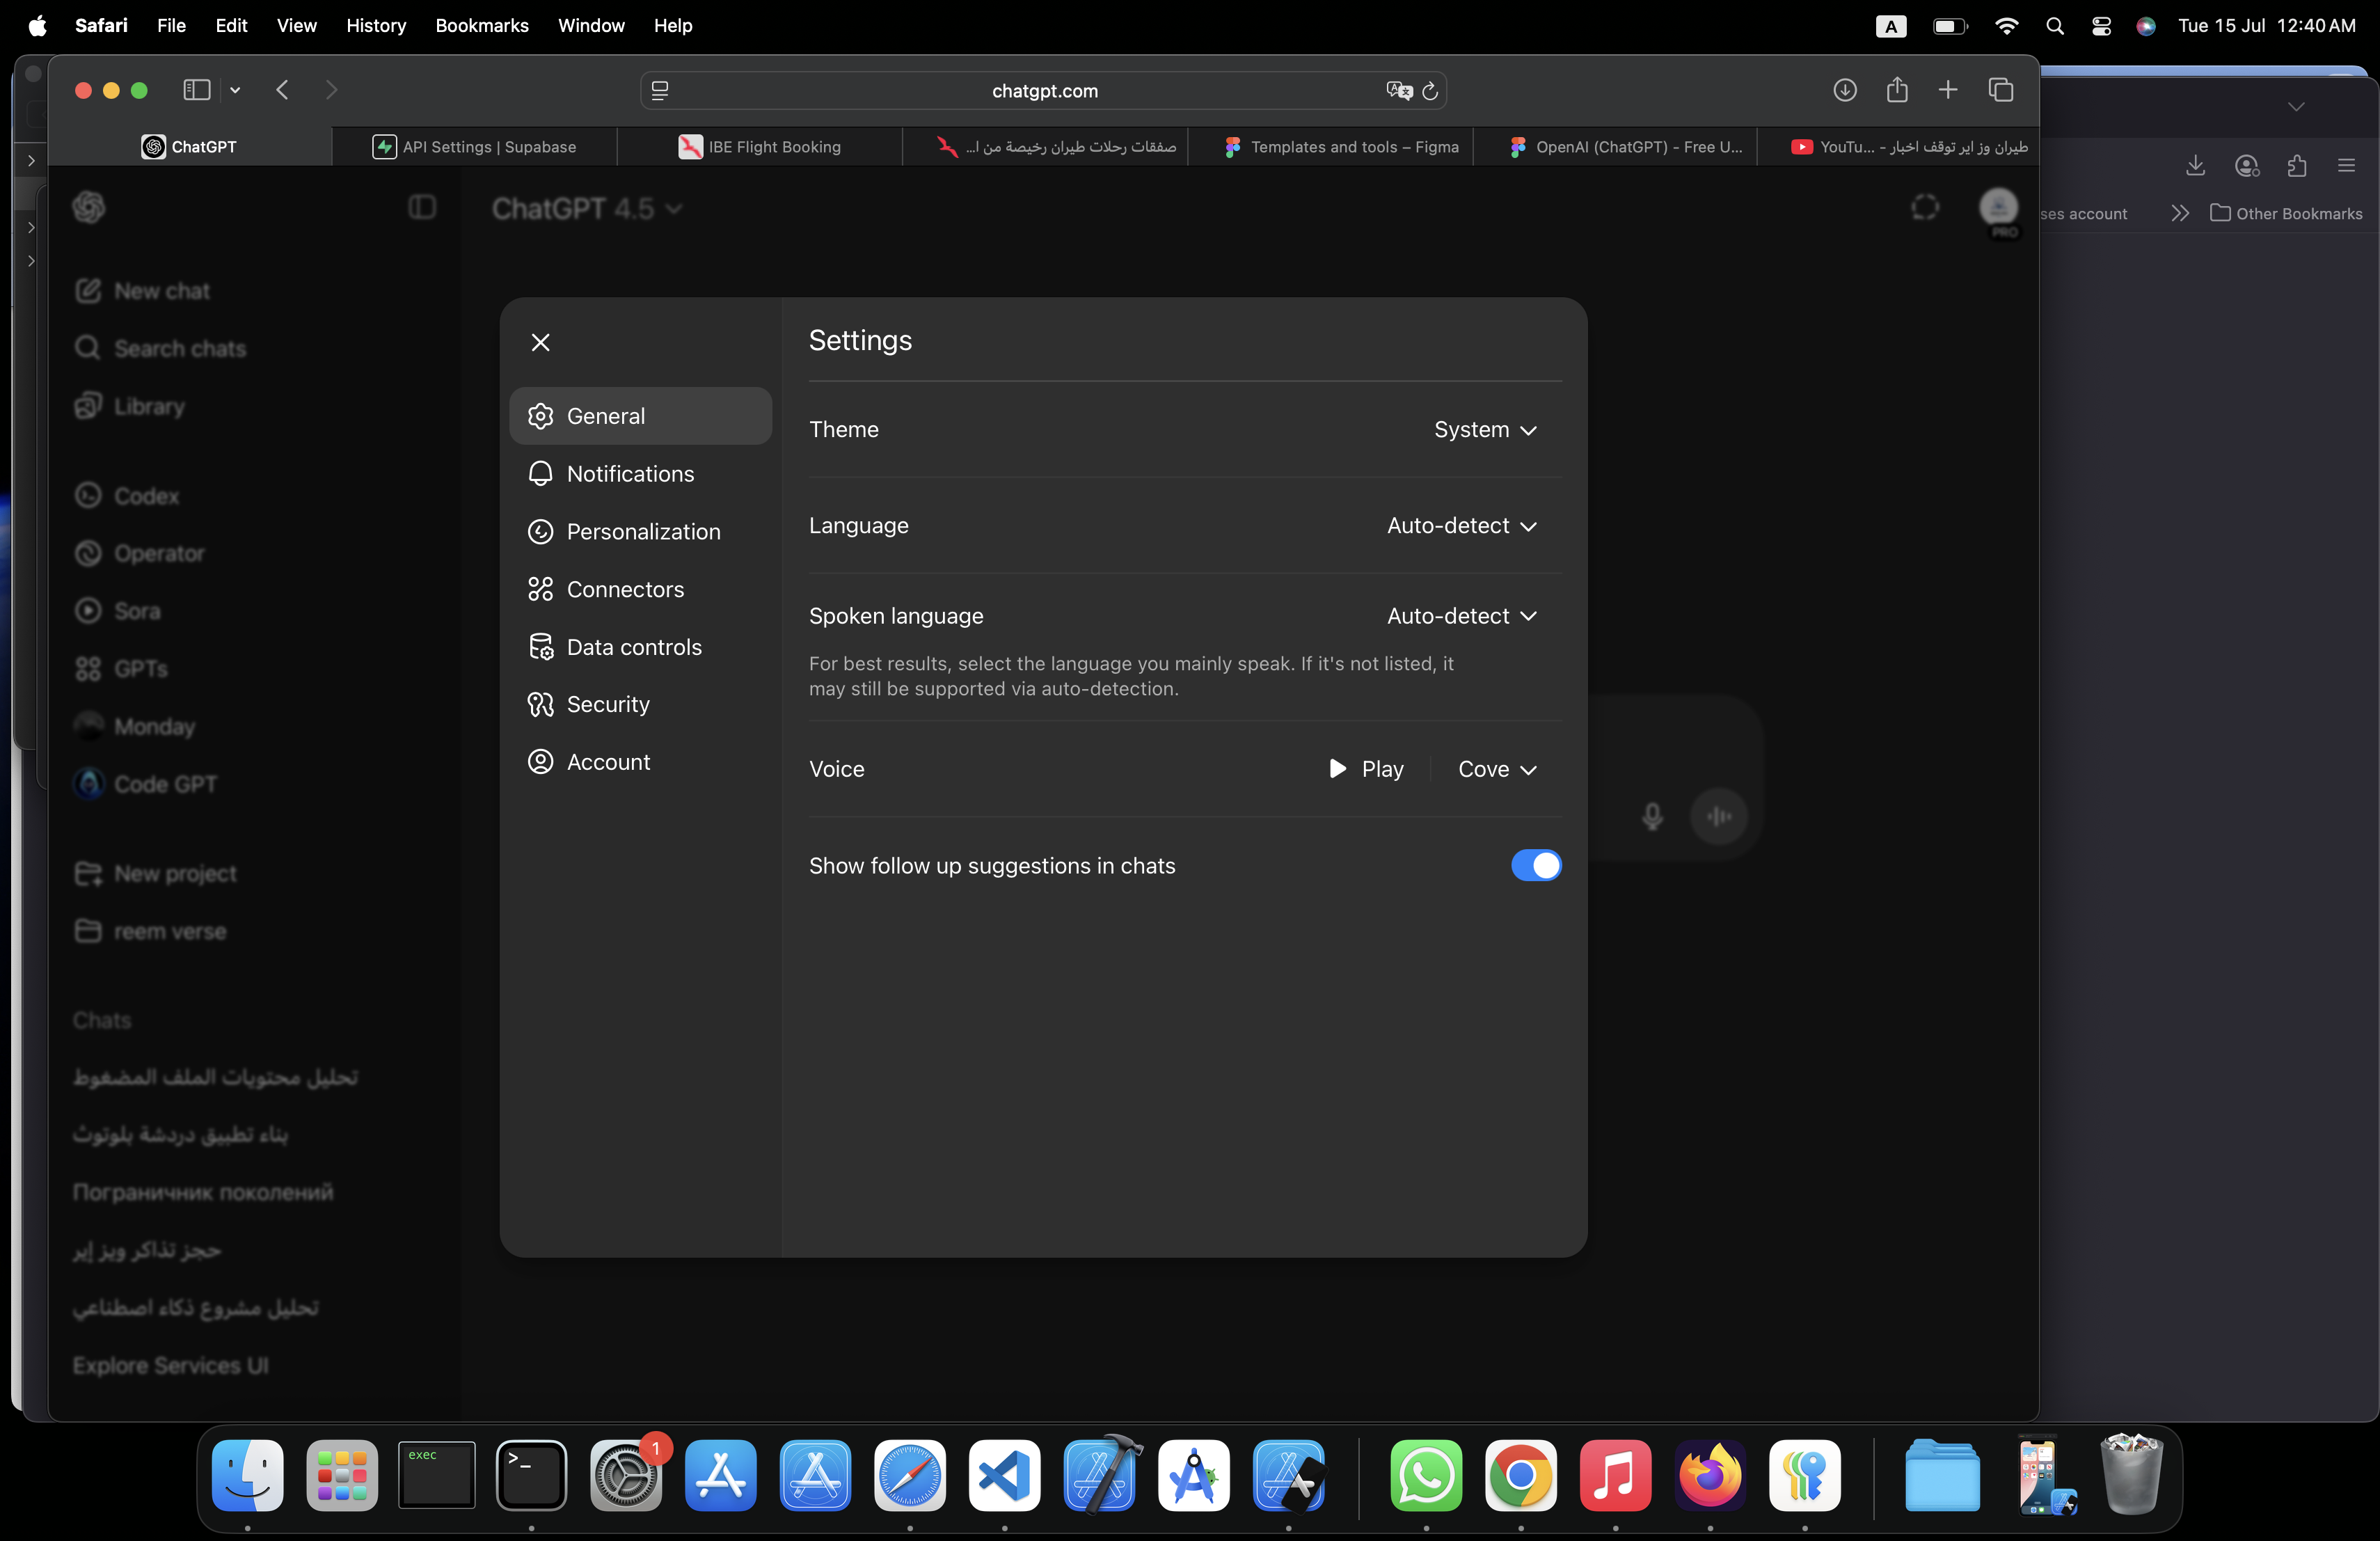 Safari File Edit View History Bookmarks Window Help
A Tue 15 Jul 12:40 AM
chatgpt.com
ChatGPT
API Settings | Supabase
IBE Flight Booking
صفقات رحلات طيران رخيصة من ا...
Templates and tools – Figma
OpenAI (ChatGPT) - Free U...
طيران وز اير توقف اخبار - YouTu...
ses account
Other Bookmarks
ChatGPT 4.5
PRO
New chat
Search chats
Library
Codex
Operator
Sora
GPTs
Monday
Code GPT
New project
reem verse
Chats
تحليل محتويات الملف المضغوط
بناء تطبيق دردشة بلوتوث
Пограничник поколений
حجز تذاكر ويز إير
تحليل مشروع ذكاء اصطناعي
Explore Services UI
General
Notifications
Personalization
Connectors
Data controls
Security
Account
Settings
Theme System
Language Auto-detect
Spoken language Auto-detect
For best results, select the language you mainly speak. If it's not listed, it
may still be supported via auto-detection.
Voice Play Cove
Show follow up suggestions in chats
exec
>_
1